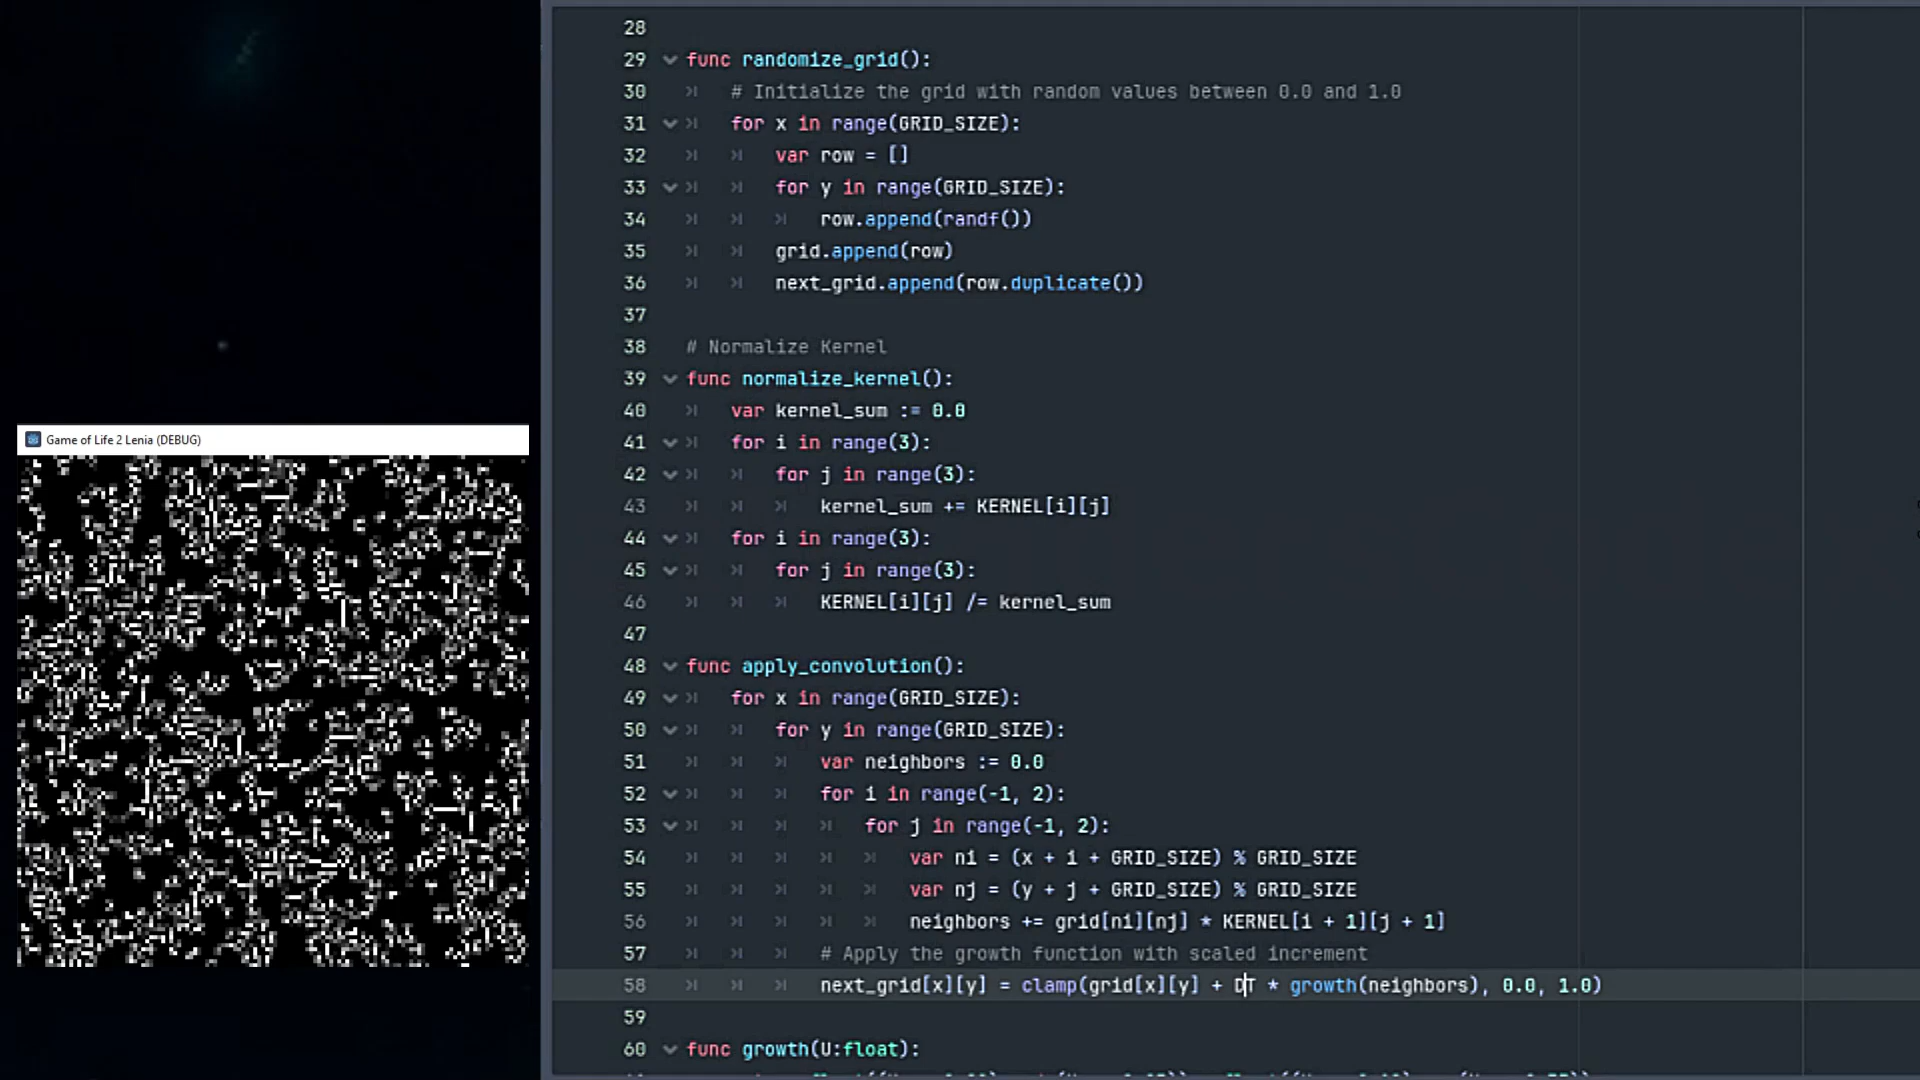 Game of Life 2 Lenia (DEBUG)
28
29 func randomize_grid():
30 # Initialize the grid with random values between 0.0 and 1.0
31 for x in range(GRID_SIZE):
32 var row = []
33 for y in range(GRID_SIZE):
34 row.append(randf())
35 grid.append(row)
36 next_grid.append(row.duplicate())
37
38 # Normalize Kernel
39 func normalize_kernel():
40 var kernel_sum := 0.0
41 for i in range(3):
42 for j in range(3):
43 kernel_sum += KERNEL[i][j]
44 for i in range(3):
45 for j in range(3):
46 KERNEL[i][j] /= kernel_sum
47
48 func apply_convolution():
49 for x in range(GRID_SIZE):
50 for y in range(GRID_SIZE):
51 var neighbors := 0.0
52 for i in range(-1, 2):
53 for j in range(-1, 2):
54 var ni = (x + i + GRID_SIZE) % GRID_SIZE
55 var nj = (y + j + GRID_SIZE) % GRID_SIZE
56 neighbors += grid[ni][nj] * KERNEL[i + 1][j + 1]
57 # Apply the growth function with scaled increment
58 next_grid[x][y] = clamp(grid[x][y] + DT * growth(neighbors), 0.0, 1.0)
59
60 func growth(U:float):